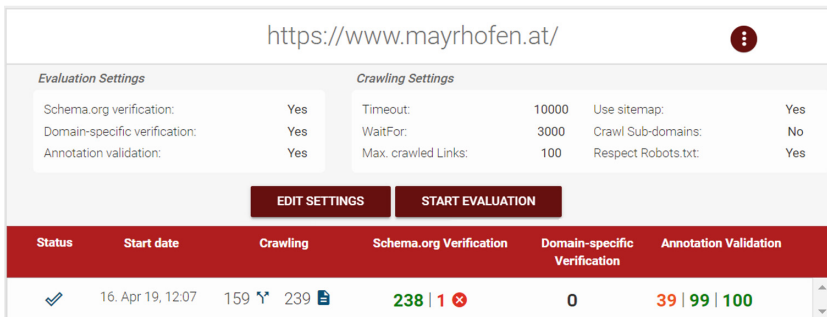 https://www.mayrhofen.at/
Evaluation Settings
Crawling Settings
Schema.org verification: Yes
Timeout: 10000 Use sitemap: Yes
Domain-specific verification: Yes
WaitFor: 3000 Crawl Sub-domains: No
Annotation validation: Yes
Max. crawled Links: 100 Respect Robots.txt: Yes
EDIT SETTINGS START EVALUATION
Status Start date Crawling Schema.org Verification Domain-specific Verification Annotation Validation
16. Apr 19, 12:07 159 239 238 | 1 0 39 | 99 | 100